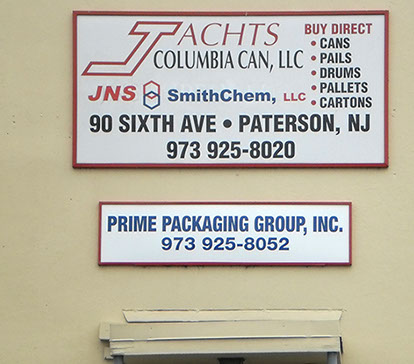 JACHTS
COLUMBIA CAN, LLC
BUY DIRECT
• CANS
• PAILS
• DRUMS
• PALLETS
• CARTONS
JNS SmithChem, LLC
90 SIXTH AVE • PATERSON, NJ
973 925-8020
PRIME PACKAGING GROUP, INC.
973 925-8052